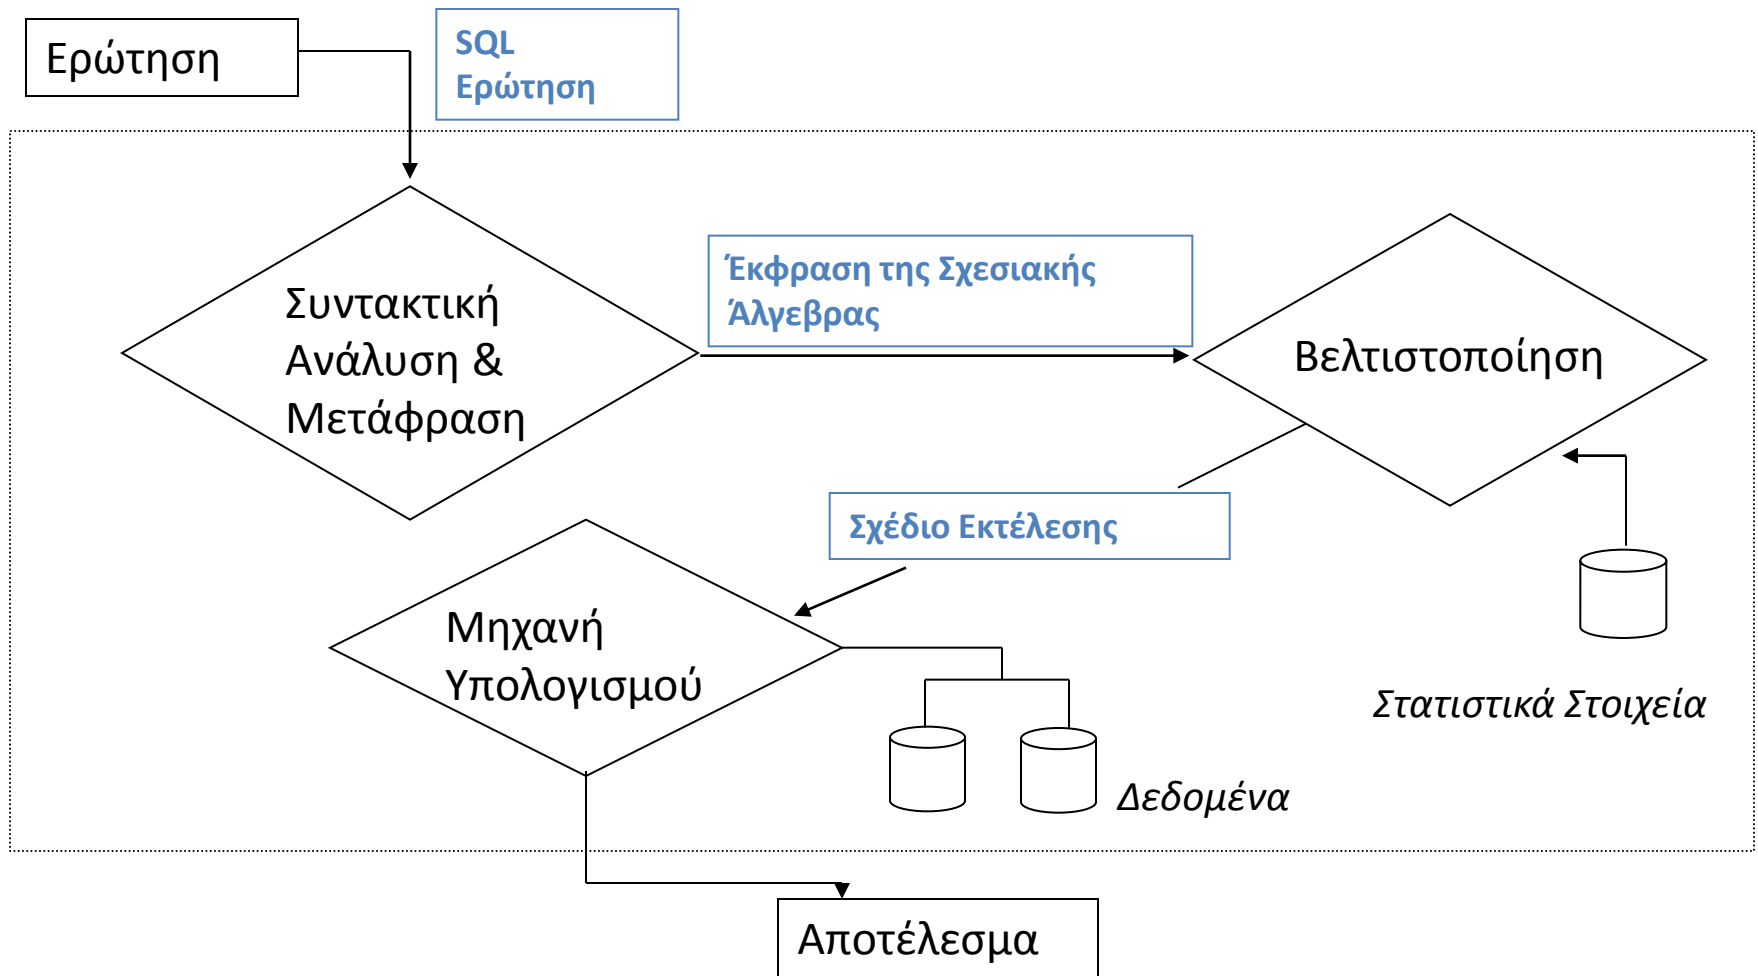 Ερώτηση
SQL
Ερώτηση
Συντακτική
Ανάλυση &
Μετάφραση
Έκφραση της Σχεσιακής
Άλγεβρας
Βελτιστοποίηση
Σχέδιο Εκτέλεσης
Μηχανή
Υπολογισμού
Στατιστικά Στοιχεία
Δεδομένα
Αποτέλεσμα